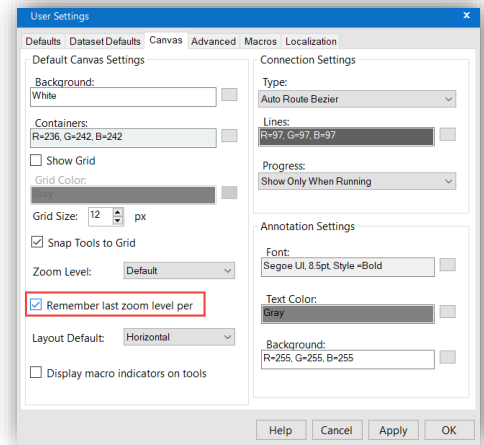 User Settings
x
Defaults Dataset Defaults Canvas Advanced Macros Localization
Default Canvas Settings
Background:
White
Containers:
R=236, G=242, B=242
Show Grid
Grid Color:
Gray
Grid Size: 12 px
Snap Tools to Grid
Zoom Level: Default
Remember last zoom level per
Layout Default: Horizontal
Display macro indicators on tools
Connection Settings
Type:
Auto Route Bezier
Lines:
R=97, G=97, B=97
Progress:
Show Only When Running
Annotation Settings
Font:
Segoe UI, 8.5pt, Style =Bold
Text Color:
Gray
Background:
R=255, G=255, B=255
Help Cancel Apply OK